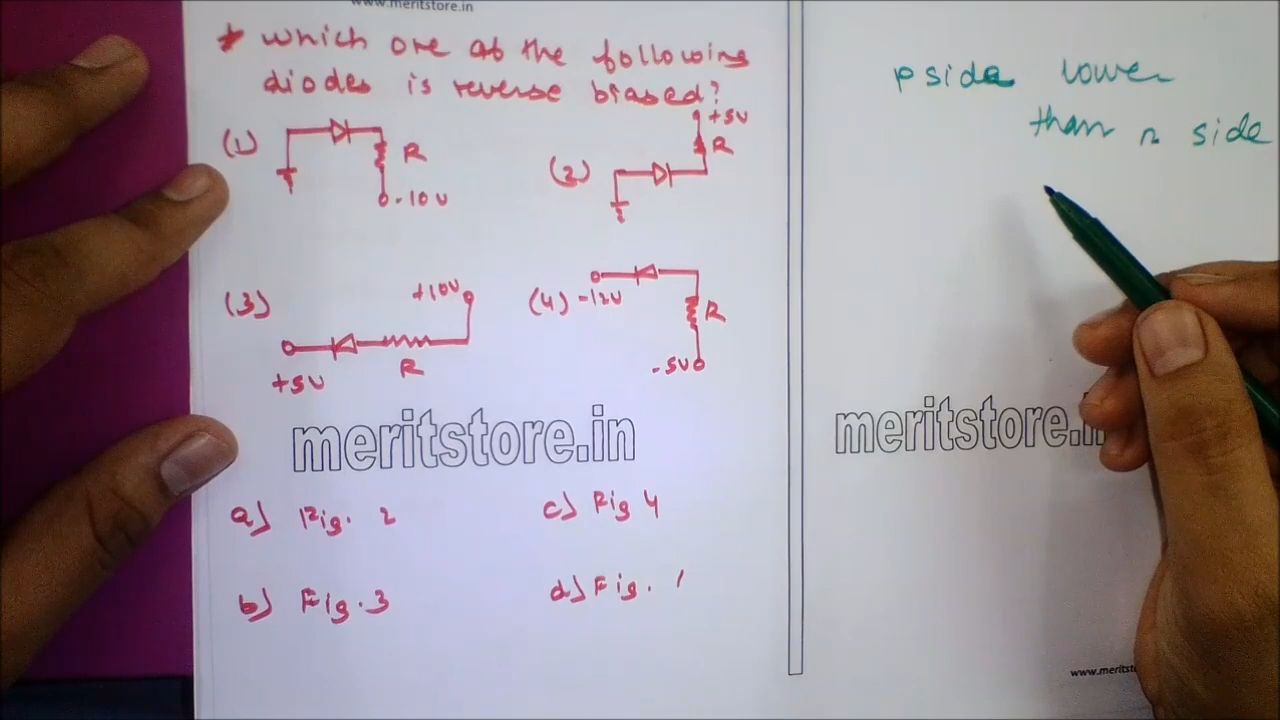 www.meritstore.in
* which one of the following
diodes is reverse biased?
(1)
R
-10V
(2)
+5V
R
(3)
+10V
+5V
R
(4)
-12V
R
-5V
meritstore.in
a) Fig. 2
c) Fig 4
b) Fig. 3
d) Fig. 1
p side lower
than n side
meritstore.in
www.merits